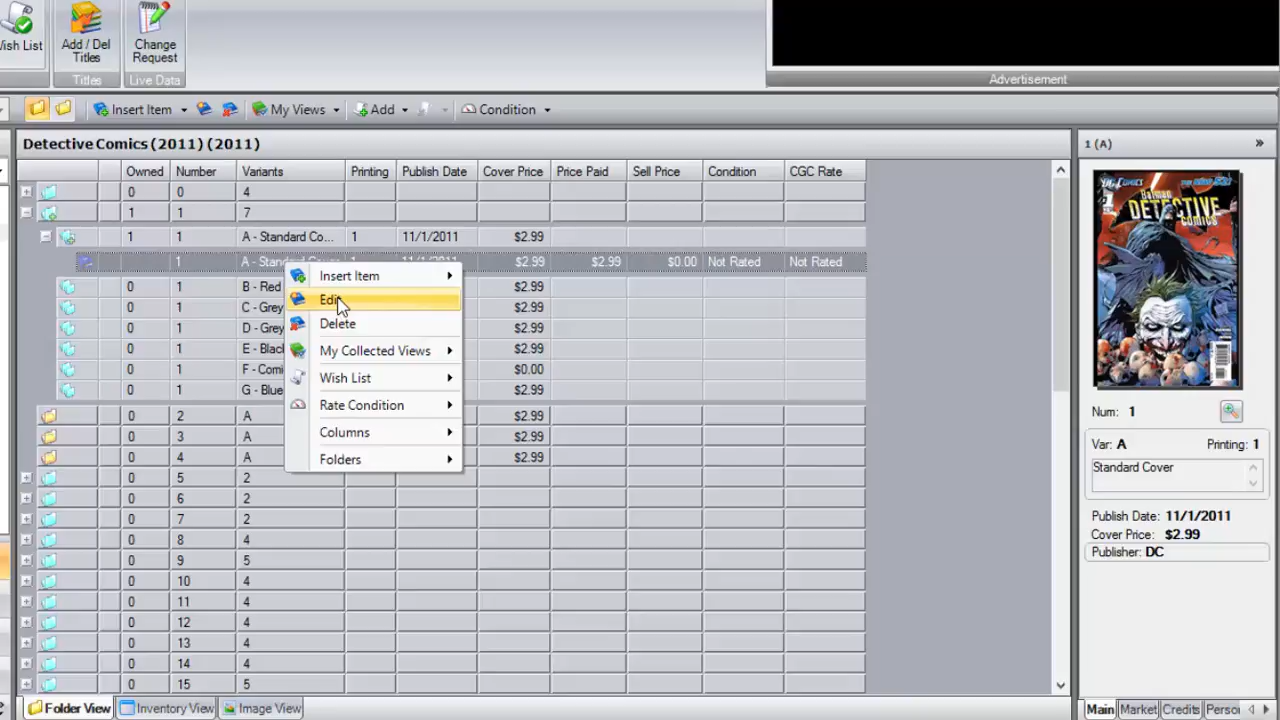 Wish List
Add / Del Titles
Change Request
Titles
Live Data
Advertisement
Insert Item
My Views
Add
Condition
Detective Comics (2011) (2011)
1 (A)
Owned Number Variants Printing Publish Date Cover Price Price Paid Sell Price Condition CGC Rate
0 0 4
1 1 7
1 1 A - Standard Co... 1 11/1/2011 $2.99
1 $2.99 $2.99 $0.00 Not Rated Not Rated
0 1 B - Red $2.99
0 1 C - Grey $2.99
0 1 D - Grey $2.99
0 1 E - Black $2.99
0 1 F - Comi $0.00
0 1 G - Blue $2.99
0 2 A $2.99
0 3 A $2.99
0 4 A $2.99
0 5 2
0 6 2
0 7 2
0 8 4
0 9 5
0 10 4
0 11 4
0 12 4
0 13 4
0 14 4
0 15 5
Insert Item
Edit
Delete
My Collected Views
Wish List
Rate Condition
Columns
Folders
DC COMICS
Batman
DETECTIVE COMICS
Num: 1
Var: A Printing: 1
Standard Cover
Publish Date: 11/1/2011
Cover Price: $2.99
Publisher: DC
Folder View Inventory View Image View
Main Market Credits Perso